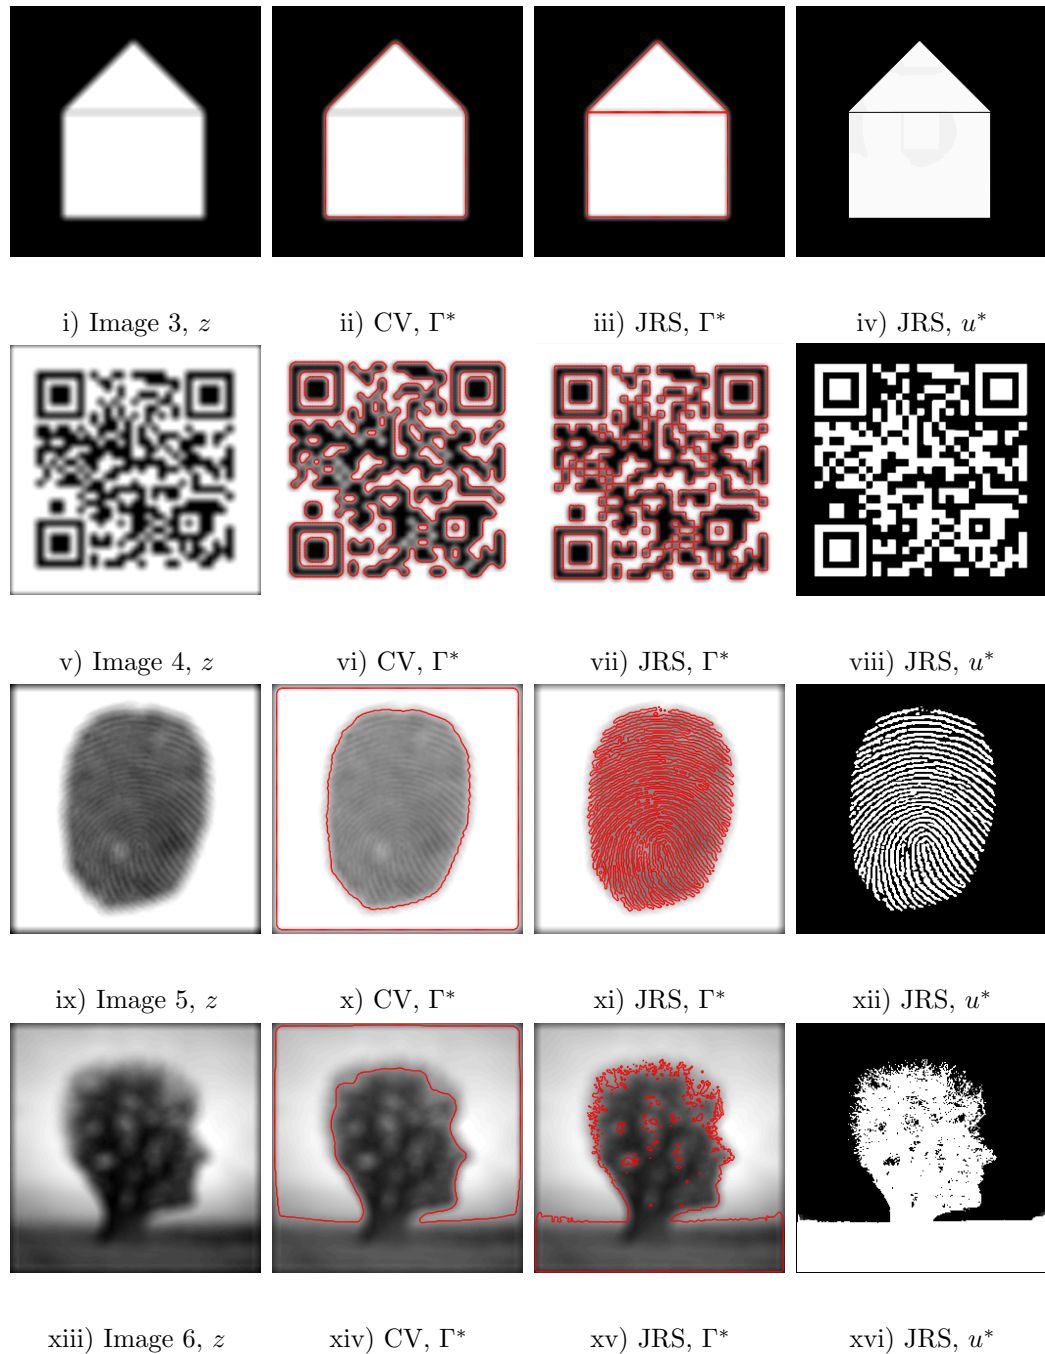 i) Image 3, z
ii) CV, Γ*
iii) JRS, Γ*
iv) JRS, u*
v) Image 4, z
vi) CV, Γ*
vii) JRS, Γ*
viii) JRS, u*
ix) Image 5, z
x) CV, Γ*
xi) JRS, Γ*
xii) JRS, u*
xiii) Image 6, z
xiv) CV, Γ*
xv) JRS, Γ*
xvi) JRS, u*